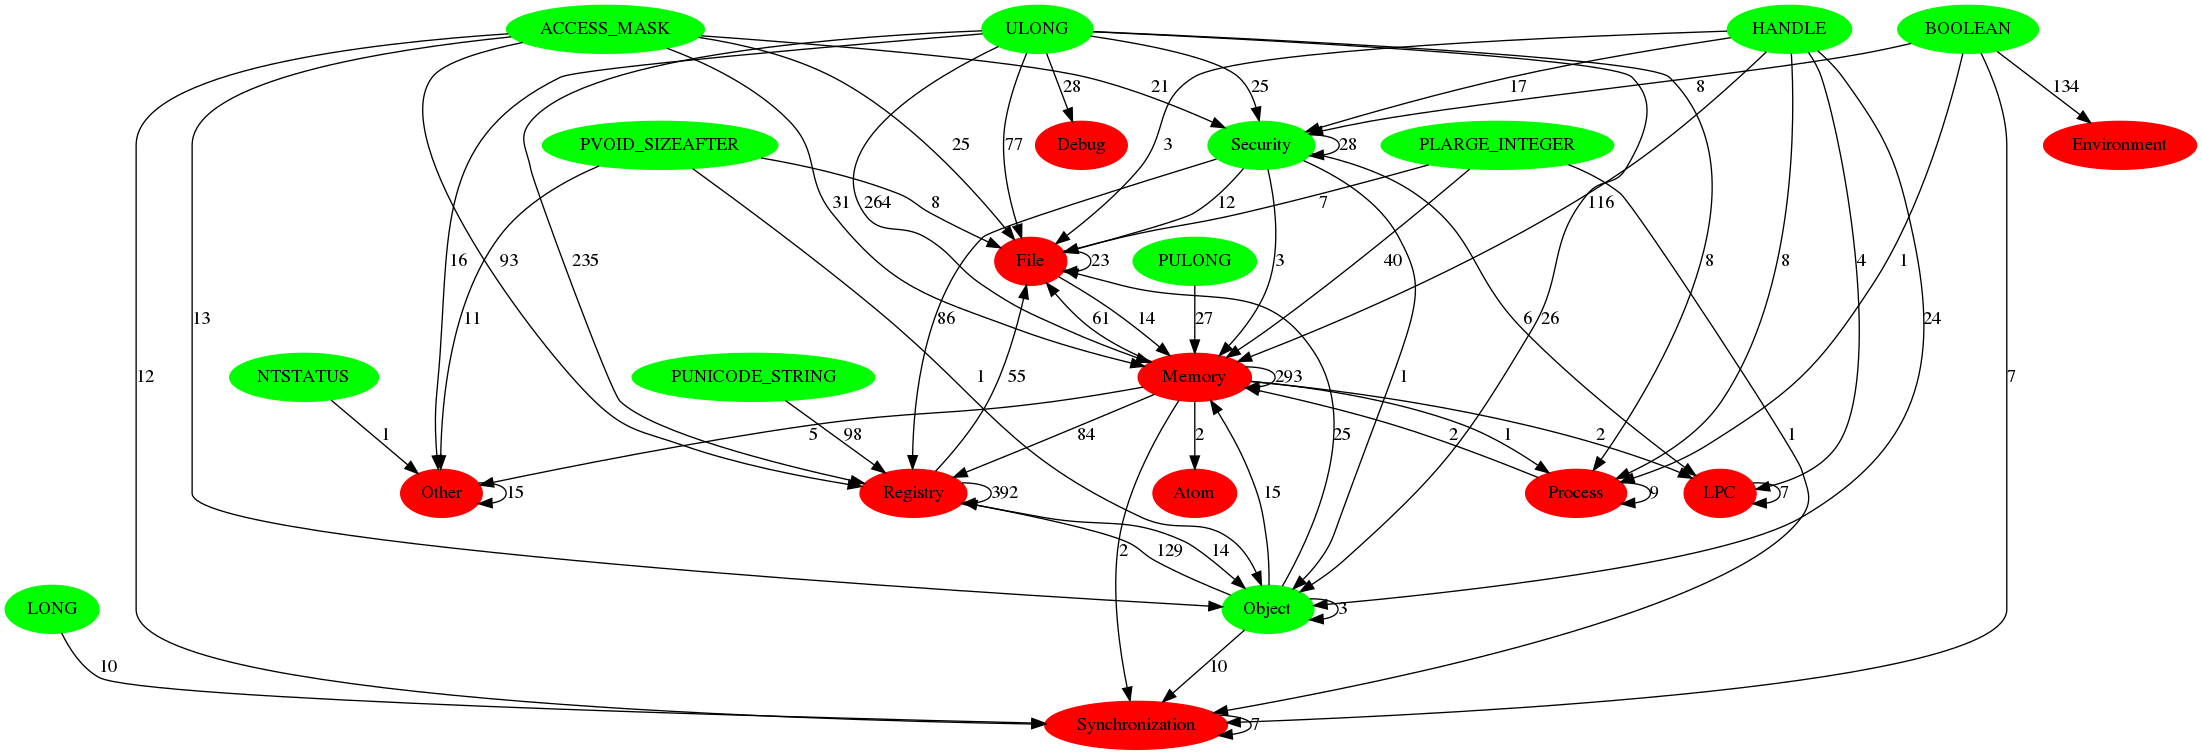 ACCESS_MASK
ULONG
HANDLE
BOOLEAN
28
21
25
17
8
134
PVOID_SIZEAFTER
25
77
Debug
3
Security
28
PLARGE_INTEGER
Environment
31
264
8
12
7
116
16
93
235
File
23
PULONG
3
40
8
8
4
1
13
11
86
61
14
27
6
26
24
12
NTSTATUS
PUNICODE_STRING
55
1
Memory
293
1
7
1
98
5
84
2
2
1
2
25
1
Other
15
Registry
392
Atom
15
Process
9
LPC
7
2
129
14
LONG
Object
3
10
10
Synchronization
7